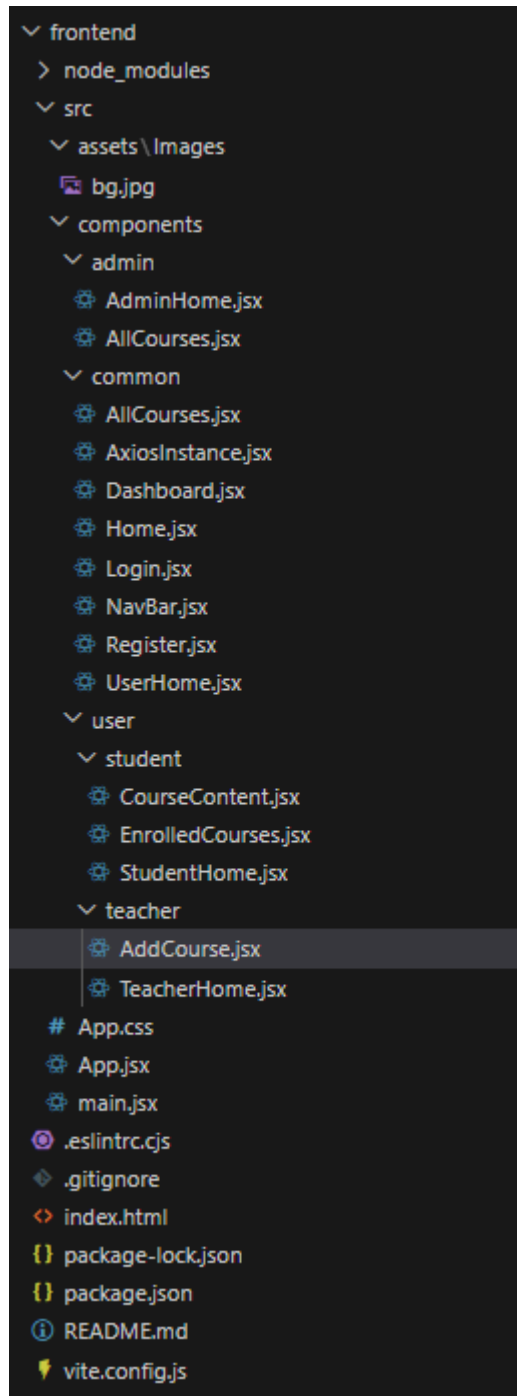 frontend
node_modules
src
assets\Images
bg.jpg
components
admin
AdminHome.jsx
AllCourses.jsx
common
AllCourses.jsx
AxiosInstance.jsx
Dashboard.jsx
Home.jsx
Login.jsx
NavBar.jsx
Register.jsx
UserHome.jsx
user
student
CourseContent.jsx
EnrolledCourses.jsx
StudentHome.jsx
teacher
AddCourse.jsx
TeacherHome.jsx
# App.css
App.jsx
main.jsx
.eslintrc.cjs
.gitignore
<> index.html
{} package-lock.json
{} package.json
README.md
vite.config.js